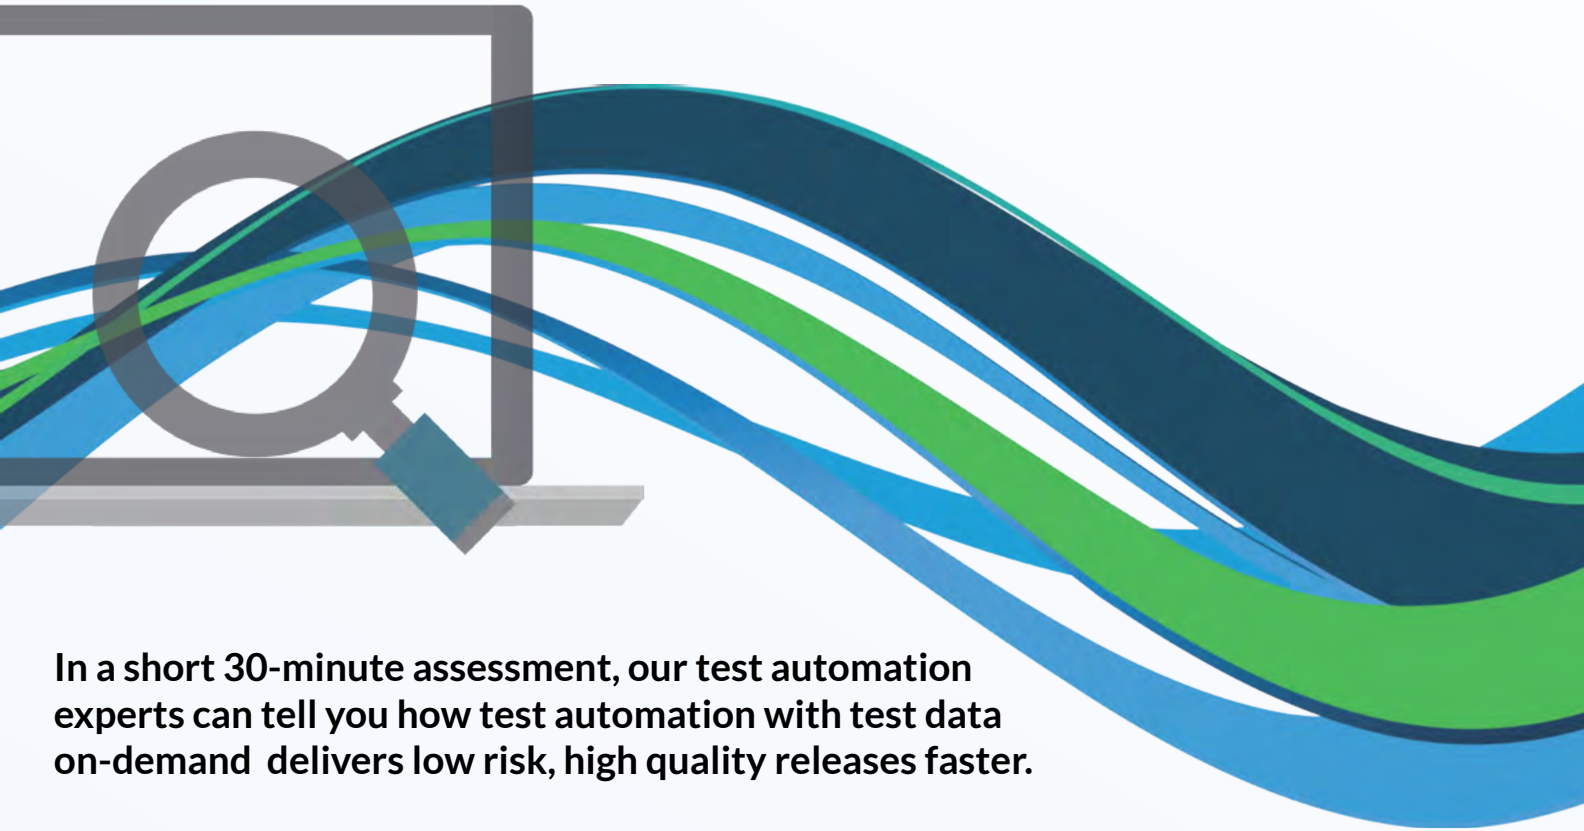 In a short 30-minute assessment, our test automation
experts can tell you how test automation with test data
on-demand  delivers low risk, high quality releases faster.